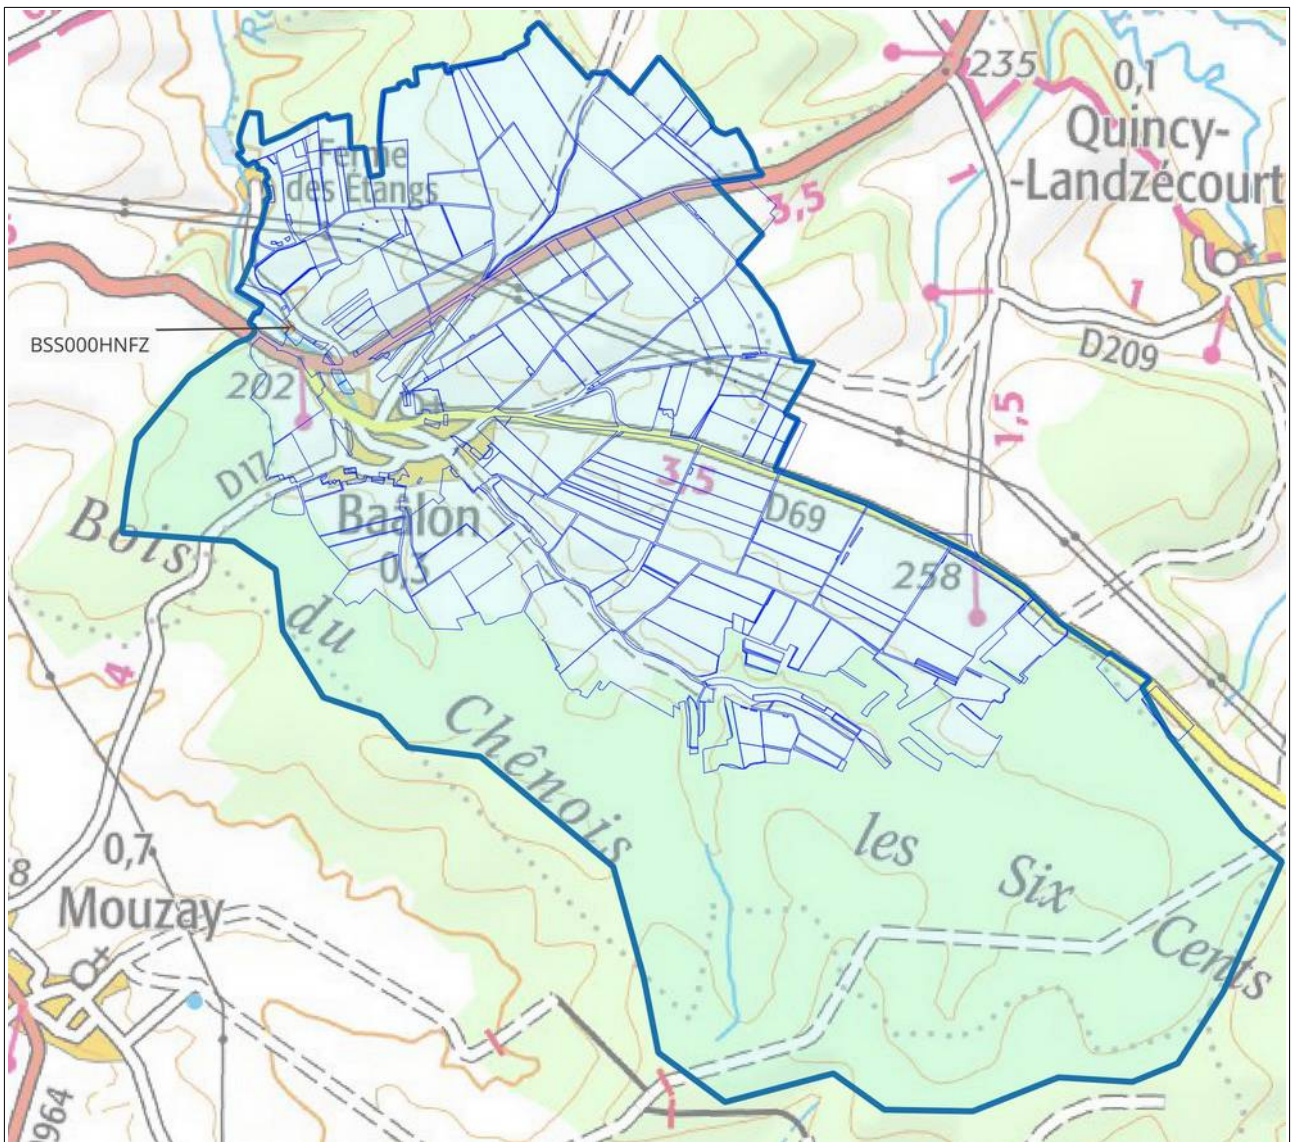 235
0,1
Quincy-
-Landzécourt
Ferme
des Étangs
3,5
1
1
BSS000HNFZ
D209
202
1,5
3,5
D17
D69
Baâlon
0,3
Bois
du
Chênois
258
4
les
Six
Cents
0,7
8
Mouzay
964